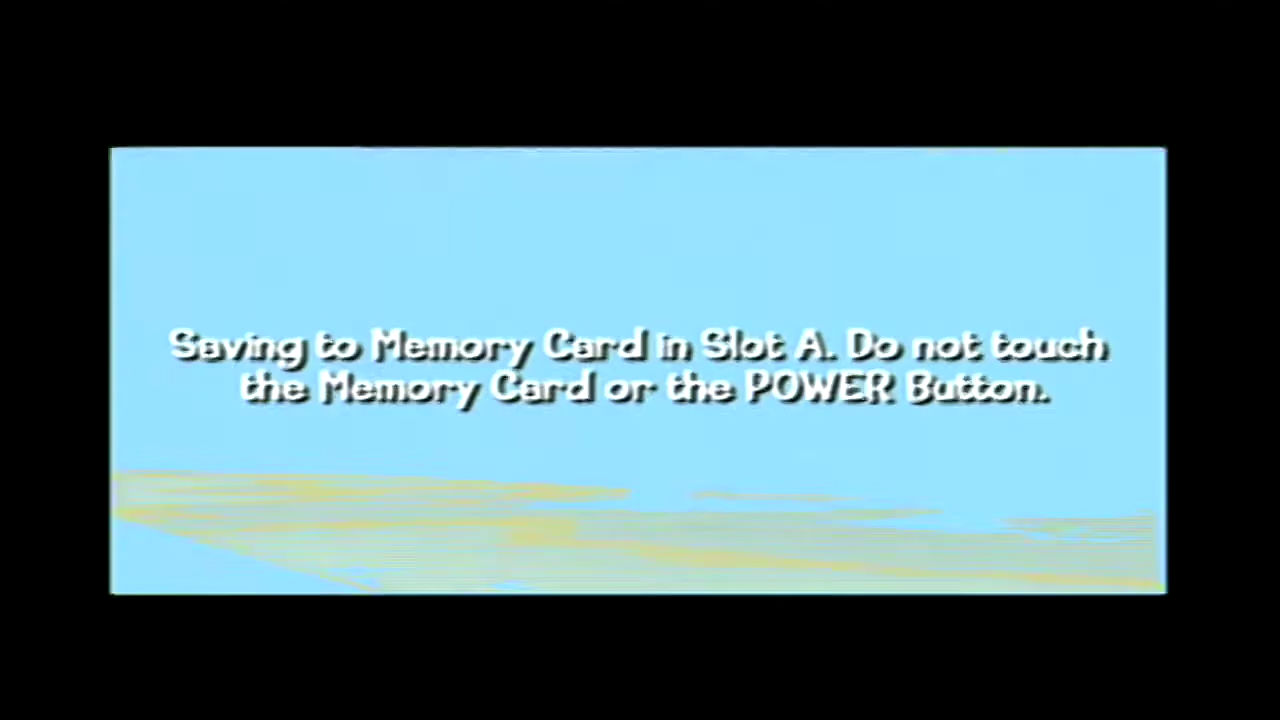 Saving to Memory Card in Slot A. Do not touch
the Memory Card or the POWER Button.